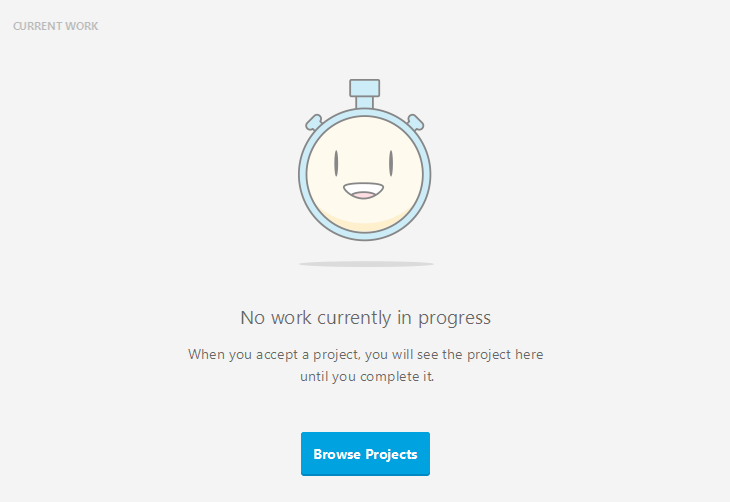 CURRENT WORK
No work currently in progress
When you accept a project, you will see the project here
until you complete it.
Browse Projects